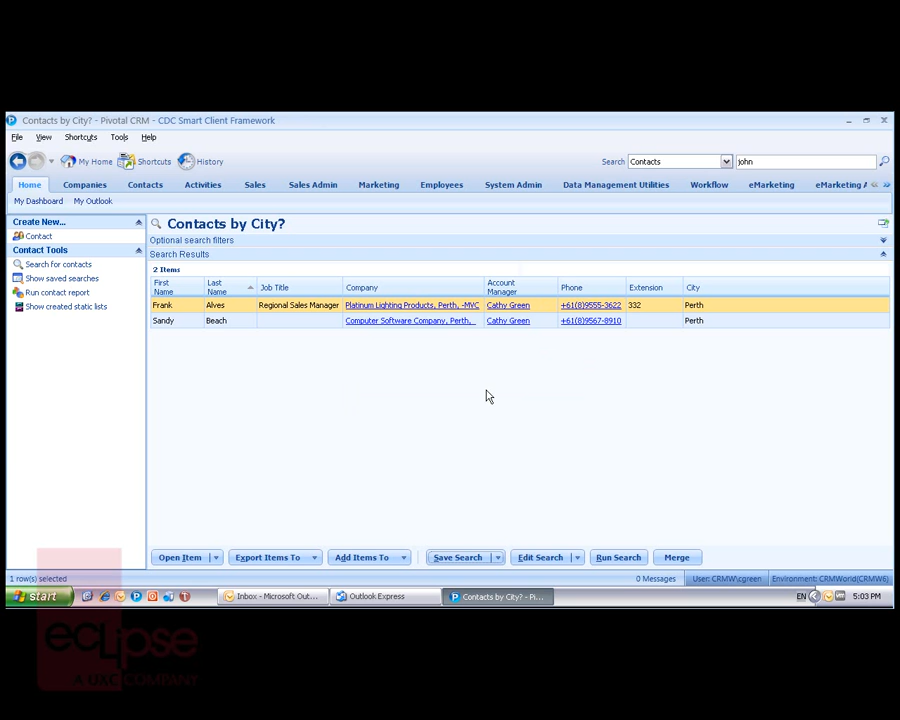 Contacts by City? - Pivotal CRM - CDC Smart Client Framework
File View Shortcuts Tools Help
My Home Shortcuts History Search Contacts john
Home Companies Contacts Activities Sales Sales Admin Marketing Employees System Admin Data Management Utilities Workflow eMarketing eMarketing A
My Dashboard My Outlook
Create New...
Contact
Contact Tools
Search for contacts
Show saved searches
Run contact report
Show created static lists
Contacts by City?
Optional search filters
Search Results
2 Items
First Name Last Name Job Title Company Account Manager Phone Extension City
Frank Alves Regional Sales Manager Platinum Lighting Products, Perth, -MVC Cathy Green +61(8)9555-3622 332 Perth
Sandy Beach Computer Software Company, Perth, Cathy Green +61(8)9567-8910 Perth
Open Item Export Items To Add Items To Save Search Edit Search Run Search Merge
1 row(s) selected 0 Messages User: CRMW\cgreen Environment: CRMWorld(CRMW6)
start Inbox - Microsoft Out... Outlook Express Contacts by City? - Pi... EN 5:03 PM
eclipse
A UXC COMPANY